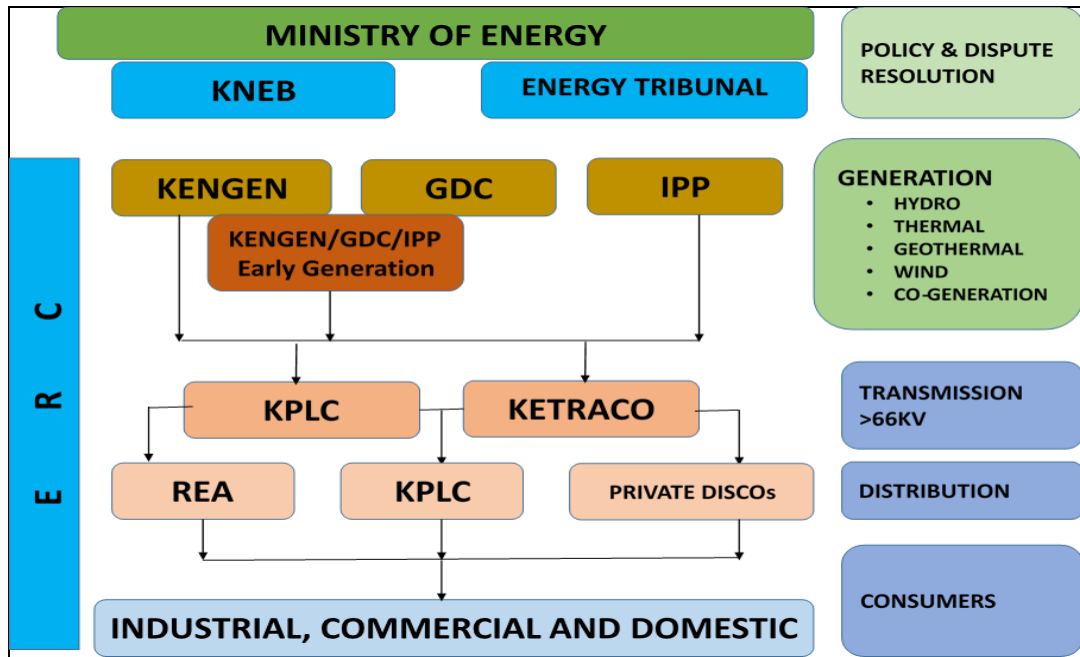 MINISTRY OF ENERGY
POLICY & DISPUTE
RESOLUTION
KNEB
ENERGY TRIBUNAL
KENGEN
GDC
IPP
GENERATION
• HYDRO
• THERMAL
• GEOTHERMAL
• WIND
• CO-GENERATION
KENGEN/GDC/IPP
Early Generation
E R C
KPLC
KETRACO
TRANSMISSION
>66KV
REA
KPLC
PRIVATE DISCOs
DISTRIBUTION
INDUSTRIAL, COMMERCIAL AND DOMESTIC
CONSUMERS